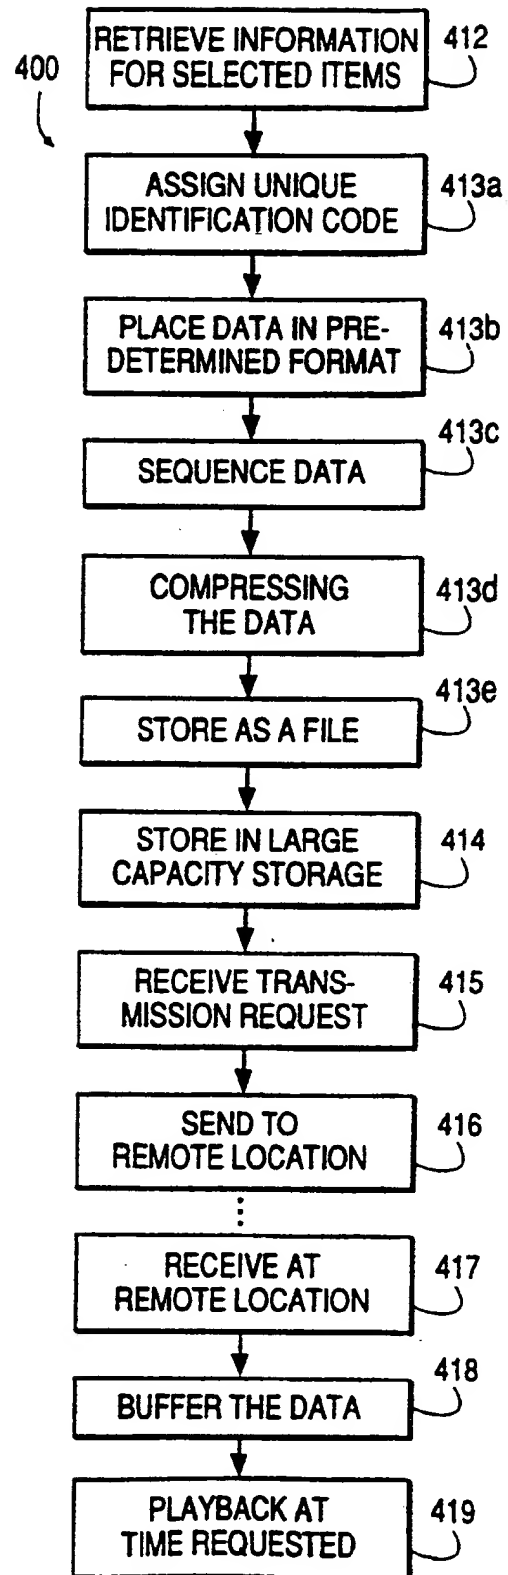 400
RETRIEVE INFORMATION
FOR SELECTED ITEMS
412
ASSIGN UNIQUE
IDENTIFICATION CODE
413a
PLACE DATA IN PRE-
DETERMINED FORMAT
413b
SEQUENCE DATA
413c
COMPRESSING
THE DATA
413d
STORE AS A FILE
413e
STORE IN LARGE
CAPACITY STORAGE
414
RECEIVE TRANS-
MISSION REQUEST
415
SEND TO
REMOTE LOCATION
416
RECEIVE AT
REMOTE LOCATION
417
BUFFER THE DATA
418
PLAYBACK AT
TIME REQUESTED
419